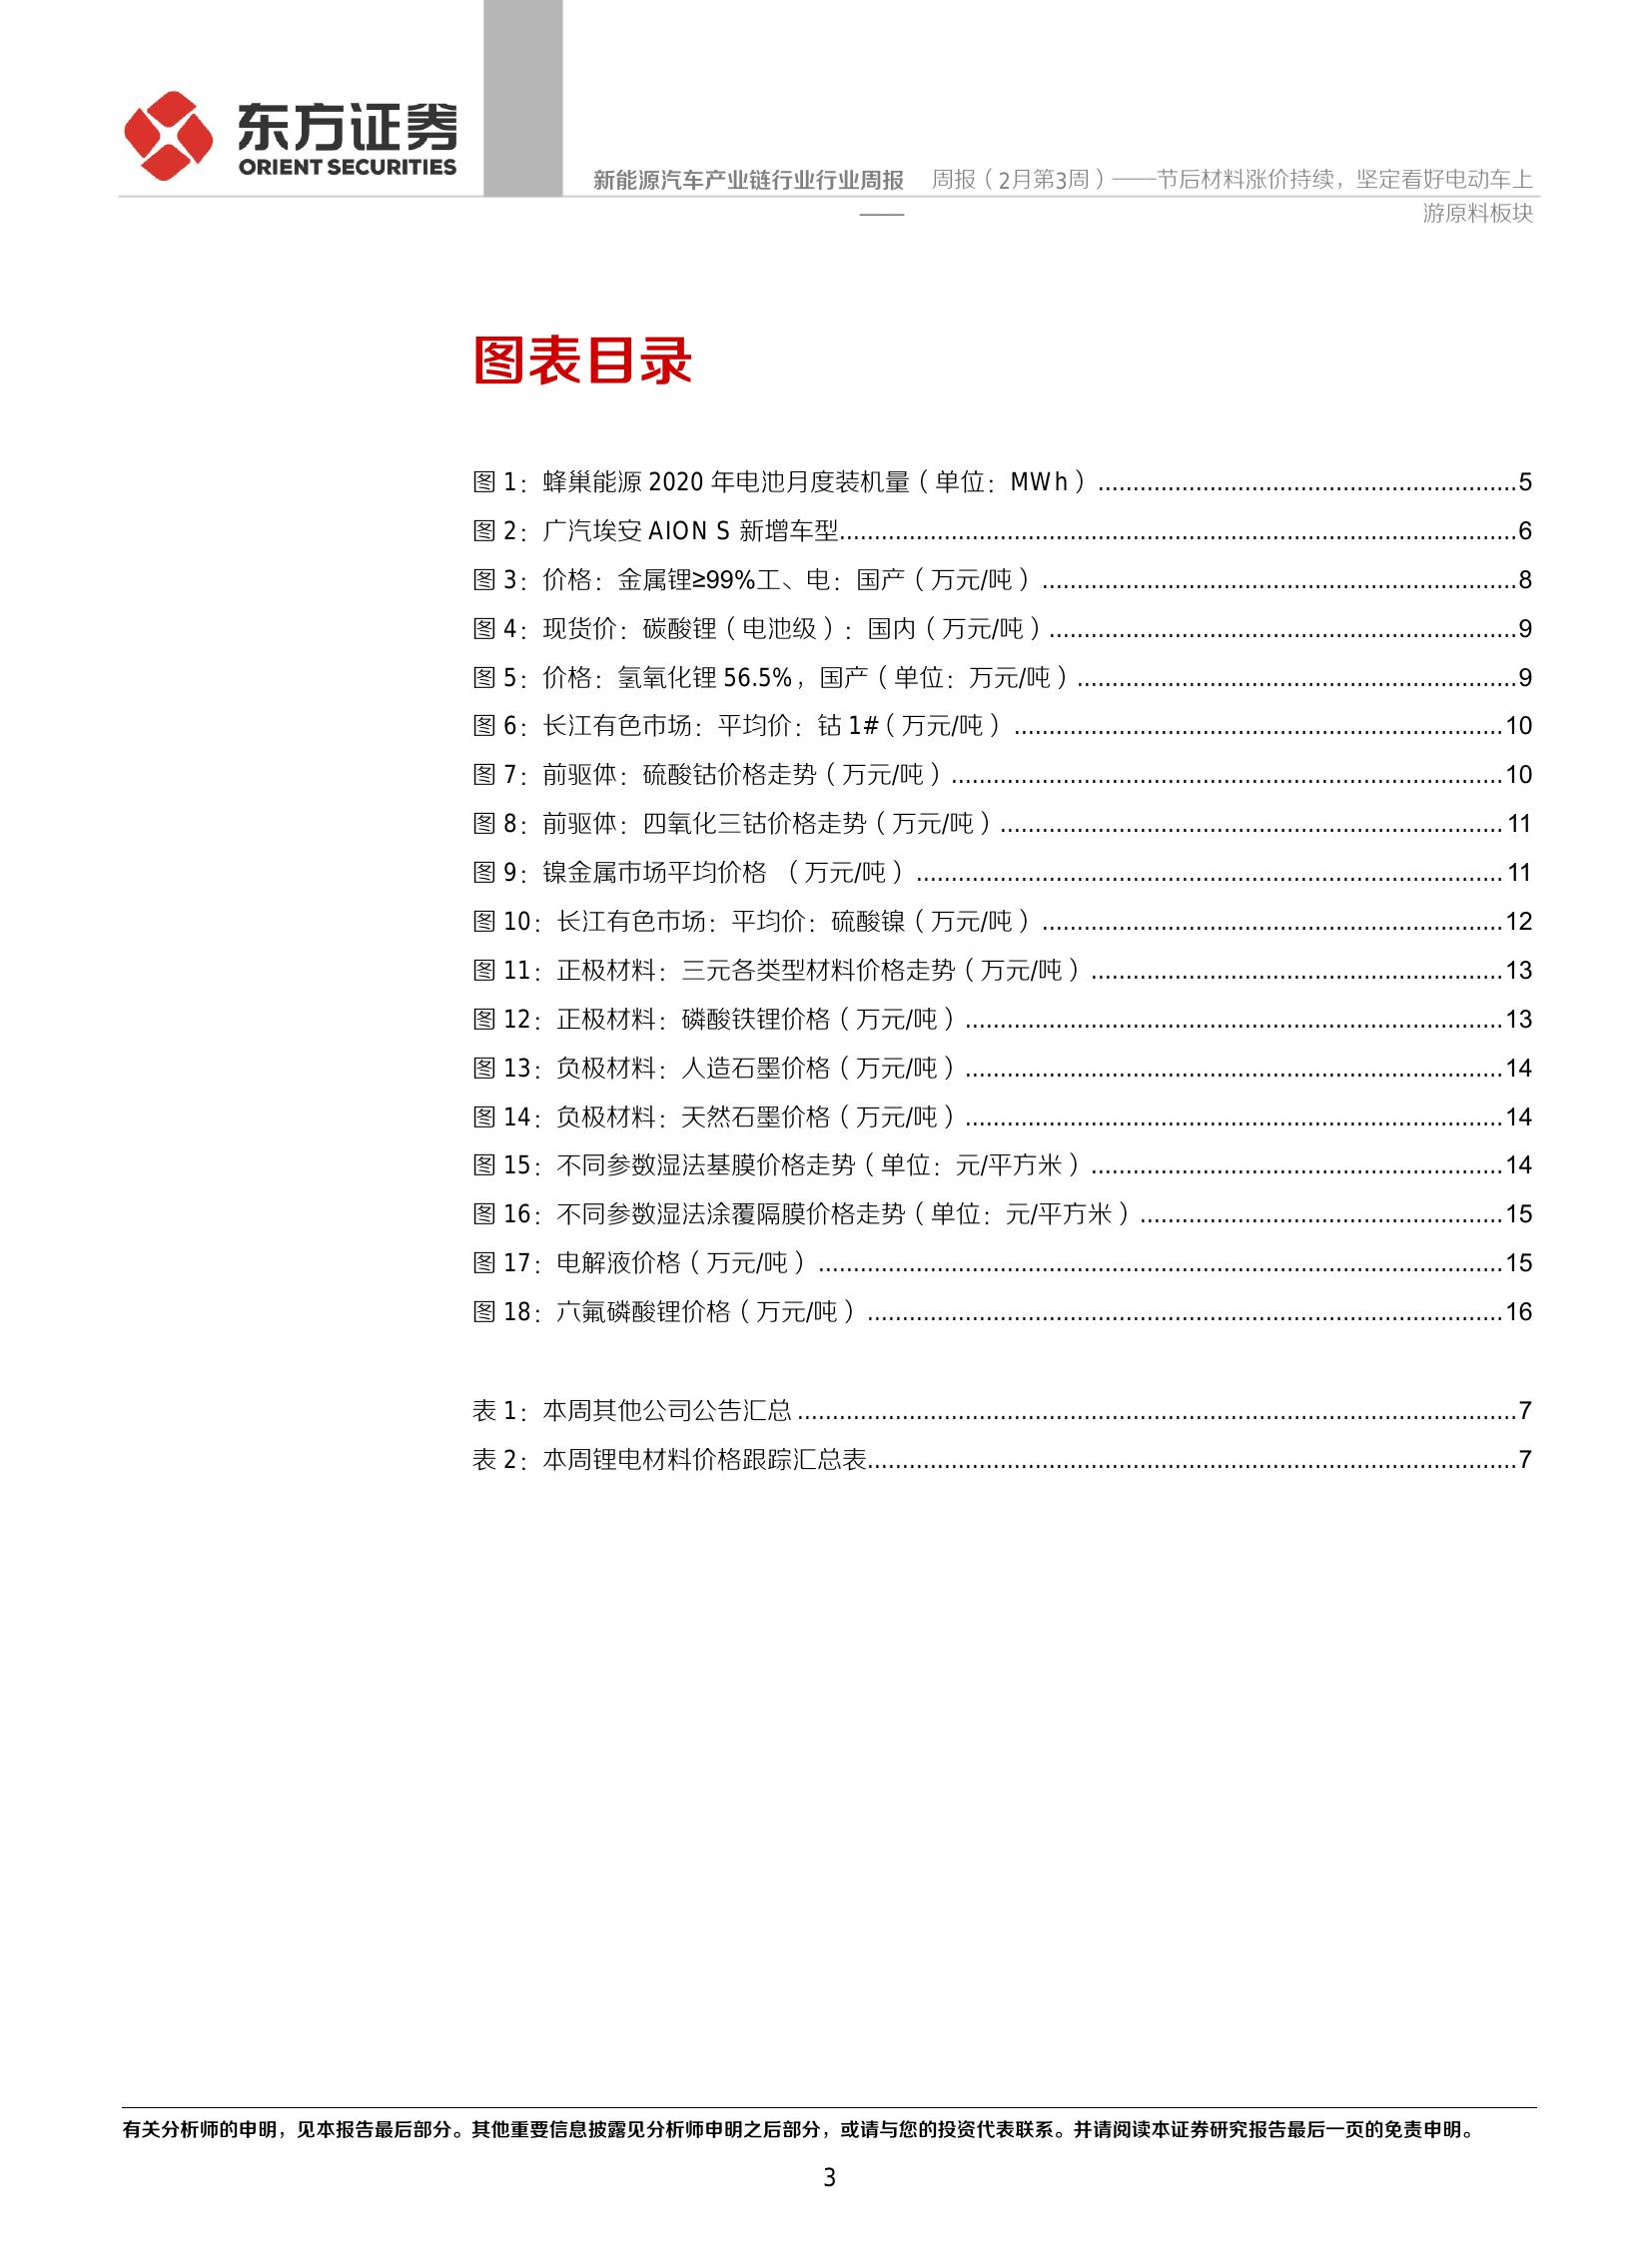 东方证券
ORIENT SECURITIES
新能源汽车产业链行业行业周报 周报（2月第3周）——节后材料涨价持续，坚定看好电动车上
——
游原料板块
图表目录
图 1：蜂巢能源 2020 年电池月度装机量（单位：MWh）..........5
图 2：广汽埃安 AION S 新增车型..........6
图 3：价格：金属锂≥99%工、电：国产（万元/吨）..........8
图 4：现货价：碳酸锂（电池级）：国内（万元/吨）..........9
图 5：价格：氢氧化锂 56.5%，国产（单位：万元/吨）..........9
图 6：长江有色市场：平均价：钴 1#（万元/吨）..........10
图 7：前驱体：硫酸钴价格走势（万元/吨）..........10
图 8：前驱体：四氧化三钴价格走势（万元/吨）..........11
图 9：镍金属市场平均价格 （万元/吨）..........11
图 10：长江有色市场：平均价：硫酸镍（万元/吨）..........12
图 11：正极材料：三元各类型材料价格走势（万元/吨）..........13
图 12：正极材料：磷酸铁锂价格（万元/吨）..........13
图 13：负极材料：人造石墨价格（万元/吨）..........14
图 14：负极材料：天然石墨价格（万元/吨）..........14
图 15：不同参数湿法基膜价格走势（单位：元/平方米）..........14
图 16：不同参数湿法涂覆隔膜价格走势（单位：元/平方米）..........15
图 17：电解液价格（万元/吨）..........15
图 18：六氟磷酸锂价格（万元/吨）..........16
表 1：本周其他公司公告汇总..........7
表 2：本周锂电材料价格跟踪汇总表..........7
有关分析师的申明，见本报告最后部分。其他重要信息披露见分析师申明之后部分，或请与您的投资代表联系。并请阅读本证券研究报告最后一页的免责申明。
3